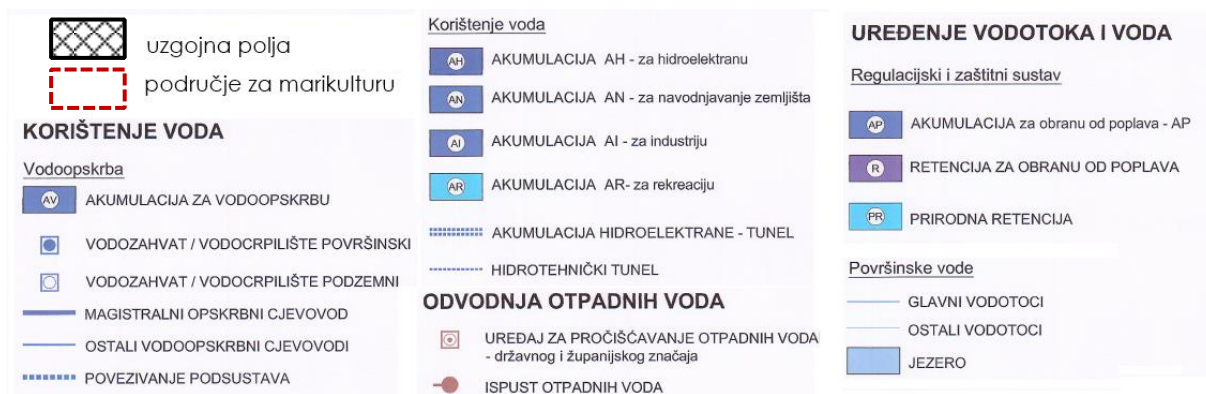 uzgojna polja
područje za marikulturu
KORIŠTENJE VODA
Vodoopskrba
AV AKUMULACIJA ZA VODOOPSKRBU
VODOZAHVAT / VODOCRPILIŠTE POVRŠINSKI
VODOZAHVAT / VODOCRPILIŠTE PODZEMNI
MAGISTRALNI OPSKRBNI CJEVOVOD
OSTALI VODOOPSKRBNI CJEVOVODI
POVEZIVANJE PODSUSTAVA
Korištenje voda
AH AKUMULACIJA AH - za hidroelektranu
AN AKUMULACIJA AN - za navodnjavanje zemljišta
AI AKUMULACIJA AI - za industriju
AR AKUMULACIJA AR- za rekreaciju
AKUMULACIJA HIDROELEKTRANE - TUNEL
HIDROTEHNIČKI TUNEL
ODVODNJA OTPADNIH VODA
UREĐAJ ZA PROČIŠĆAVANJE OTPADNIH VODA
- državnog i županijskog značaja
ISPUST OTPADNIH VODA
UREĐENJE VODOTOKA I VODA
Regulacijski i zaštitni sustav
AP AKUMULACIJA za obranu od poplava - AP
R RETENCIJA ZA OBRANU OD POPLAVA
PR PRIRODNA RETENCIJA
Površinske vode
GLAVNI VODOTOCI
OSTALI VODOTOCI
JEZERO